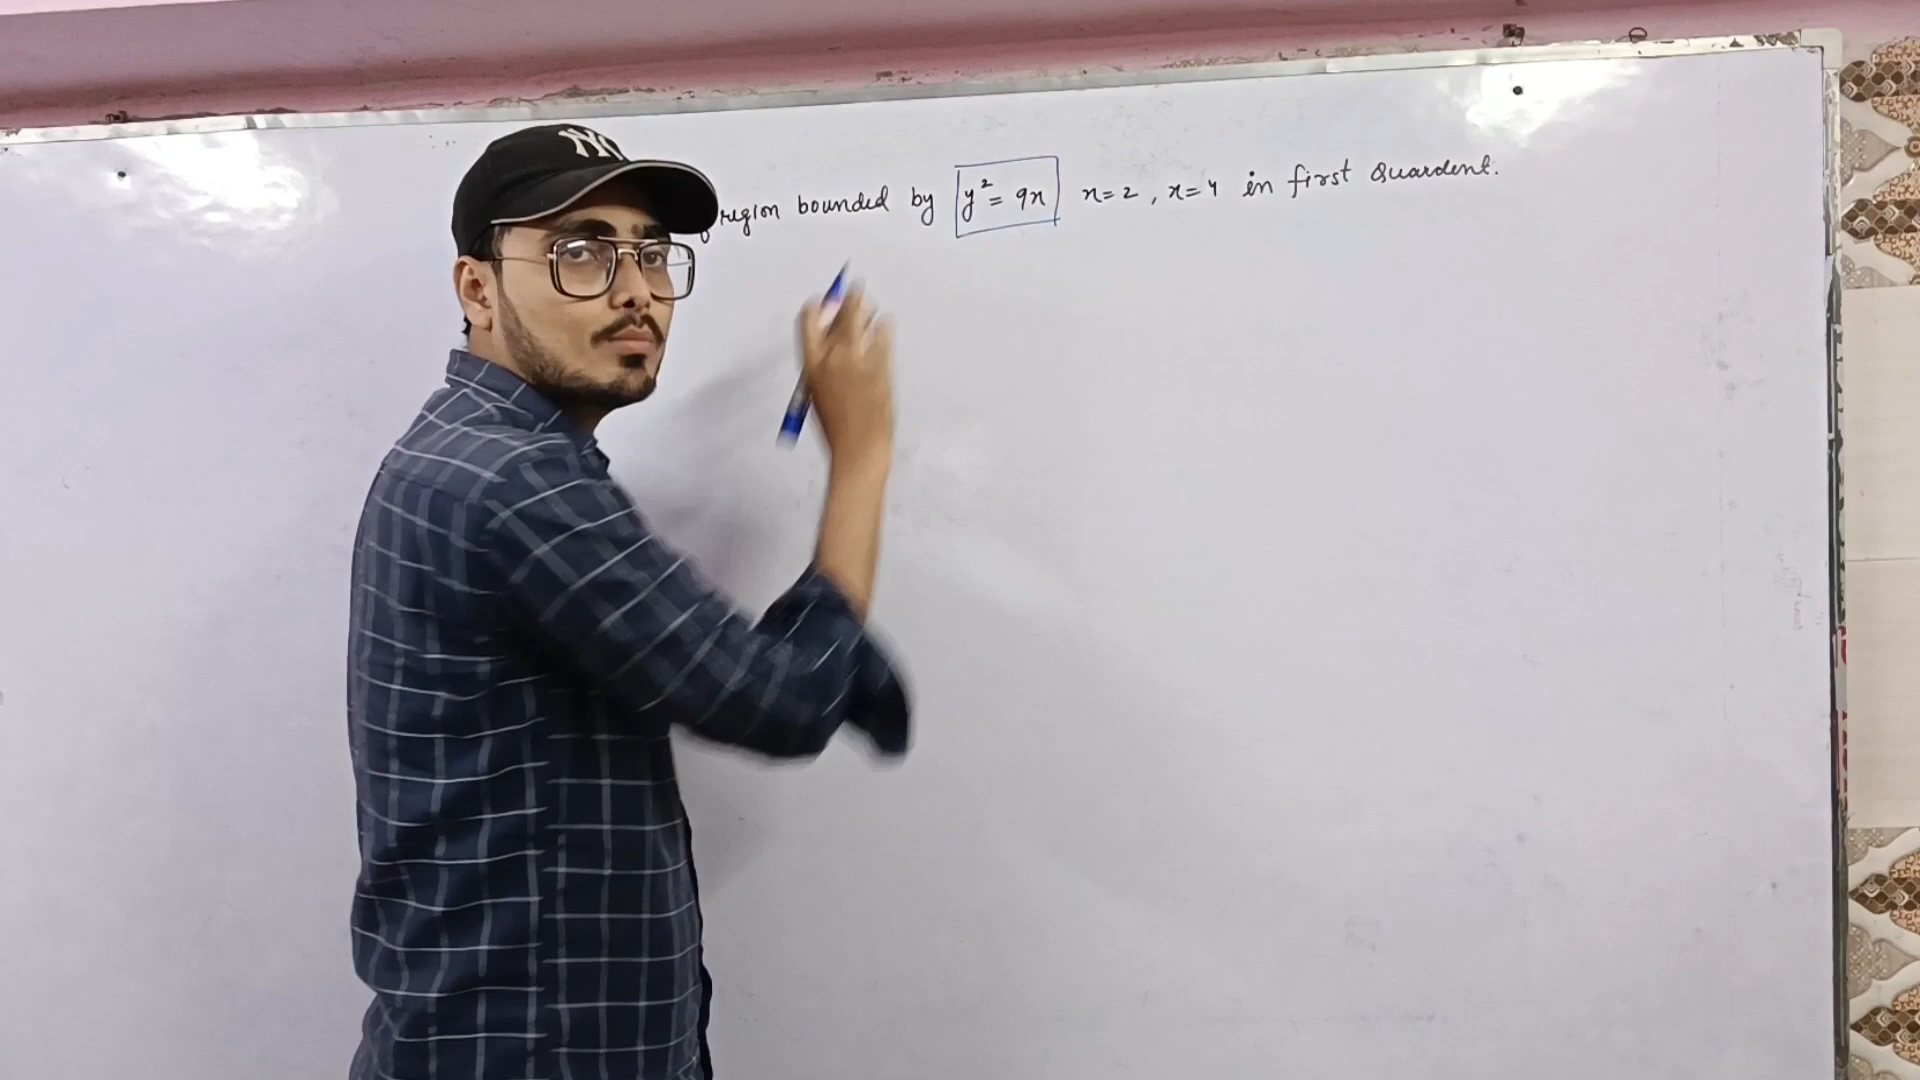 region bounded by y² = 9x x=2, x=4 in first Quardent.
NY